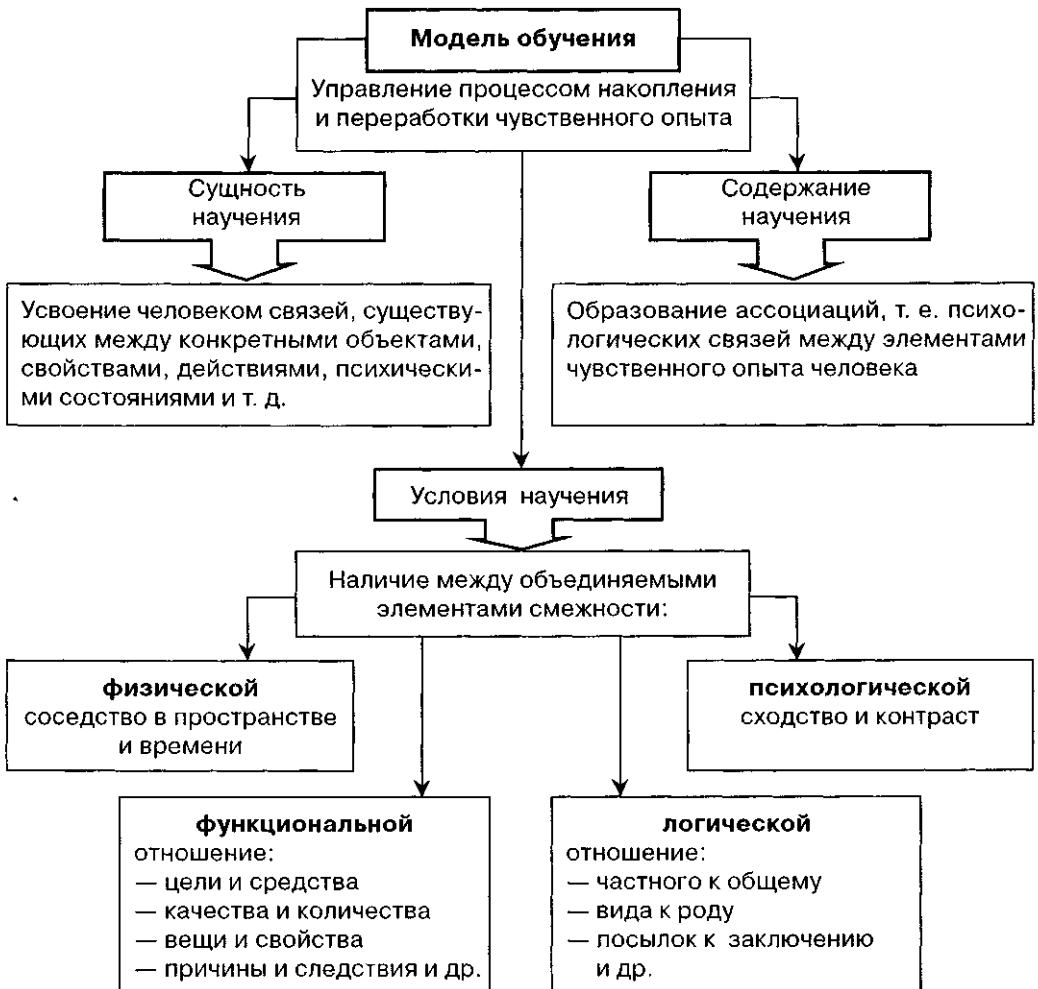 Модель обучения
Управление процессом накопления
и переработки чувственного опыта
Сущность
научения
Содержание
научения
Усвоение человеком связей, существу-
ющих между конкретными объектами,
свойствами, действиями, психически-
ми состояниями и т. д.
Образование ассоциаций, т. е. психо-
логических связей между элементами
чувственного опыта человека
Условия научения
Наличие между объединяемыми
элементами смежности:
физической
соседство в пространстве
и времени
психологической
сходство и контраст
функциональной
отношение:
— цели и средства
— качества и количества
— вещи и свойства
— причины и следствия и др.
логической
отношение:
— частного к общему
— вида к роду
— посылок к заключению
и др.